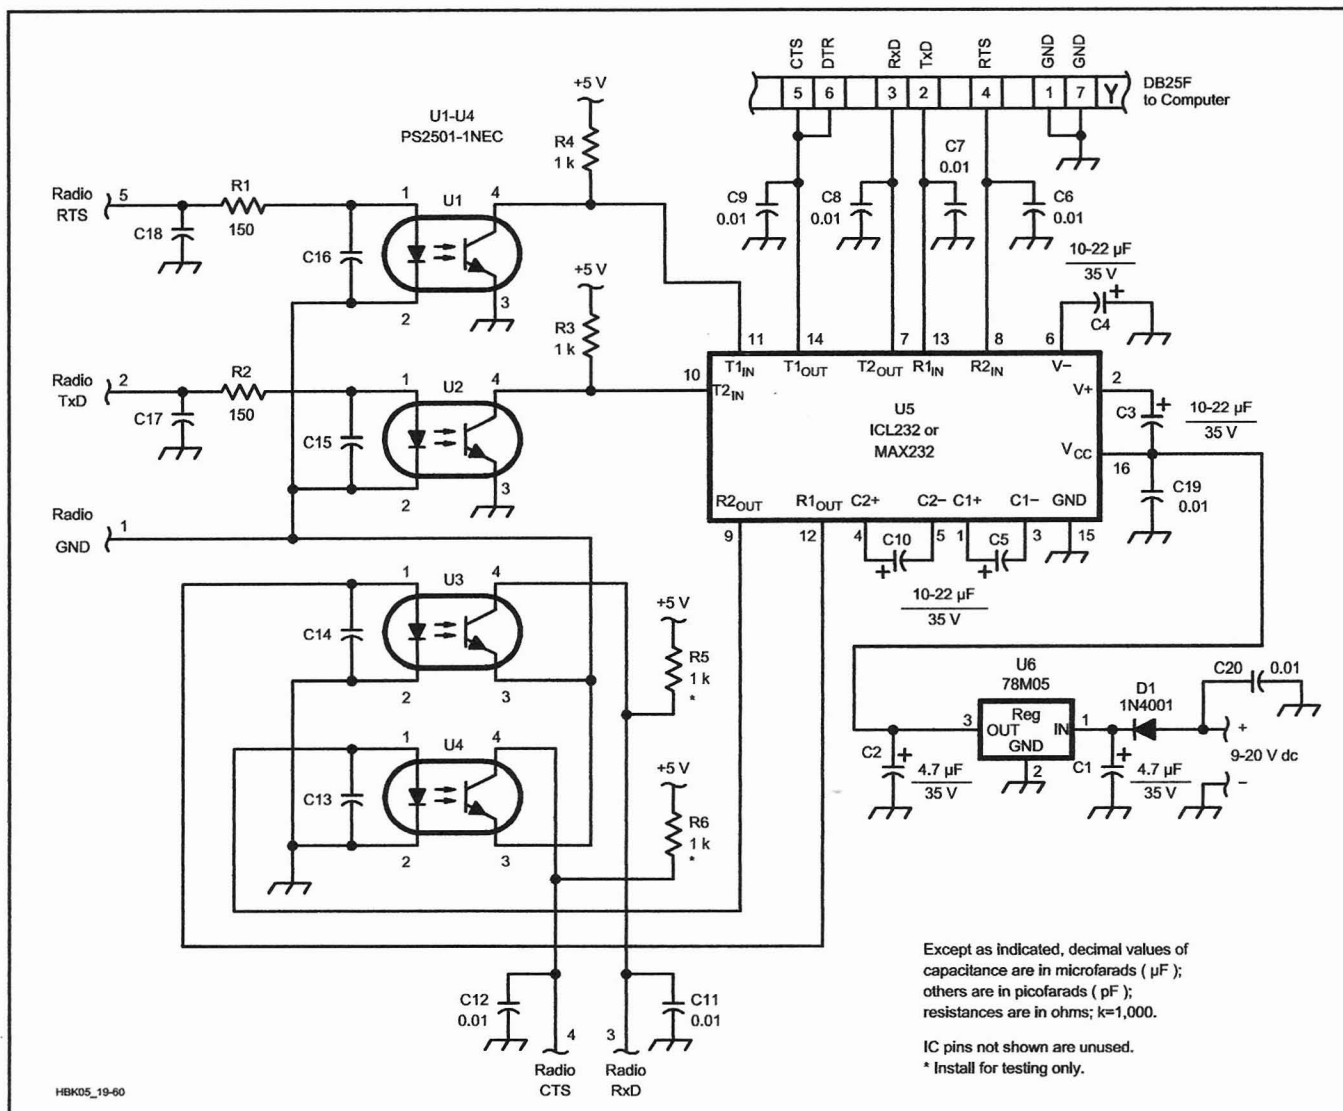 CTS
DTR
RxD
TxD
RTS
GND
GND
5
6
3
2
4
1
7
Y
DB25F
to Computer
+5 V
U1-U4
PS2501-1NEC
R4
1 k
C7
0.01
Radio
RTS
5
R1
150
C18
C16
1
U1
4
2
3
C9
0.01
C8
0.01
C6
0.01
10-22 µF
35 V
+
C4
+5 V
R3
1 k
11
14
7
13
8
6
T1IN
T1OUT
T2OUT
R1IN
R2IN
V–
10
T2IN
V+
2
U5
ICL232 or
MAX232
C3
+
10-22 µF
35 V
VCC
16
C19
0.01
Radio
TxD
2
R2
150
C17
C15
1
U2
4
2
3
R2OUT
R1OUT
C2+
C2–
C1+
C1–
GND
9
12
4
C10
5
1
C5
3
15
+
+
10-22 µF
35 V
Radio
GND
1
1
U3
4
C14
2
3
+5 V
R5
1 k
*
1
U4
4
C13
2
3
+5 V
R6
1 k
*
U6
78M05
3
Reg
OUT
IN
GND
1
2
D1
1N4001
C20
0.01
C2
+
4.7 µF
35 V
C1
+
4.7 µF
35 V
+
9-20 V dc
–
C12
0.01
C11
0.01
4
3
Radio
CTS
Radio
RxD
Except as indicated, decimal values of
capacitance are in microfarads ( µF );
others are in picofarads ( pF );
resistances are in ohms; k=1,000.
IC pins not shown are unused.
* Install for testing only.
HBK05_19-60